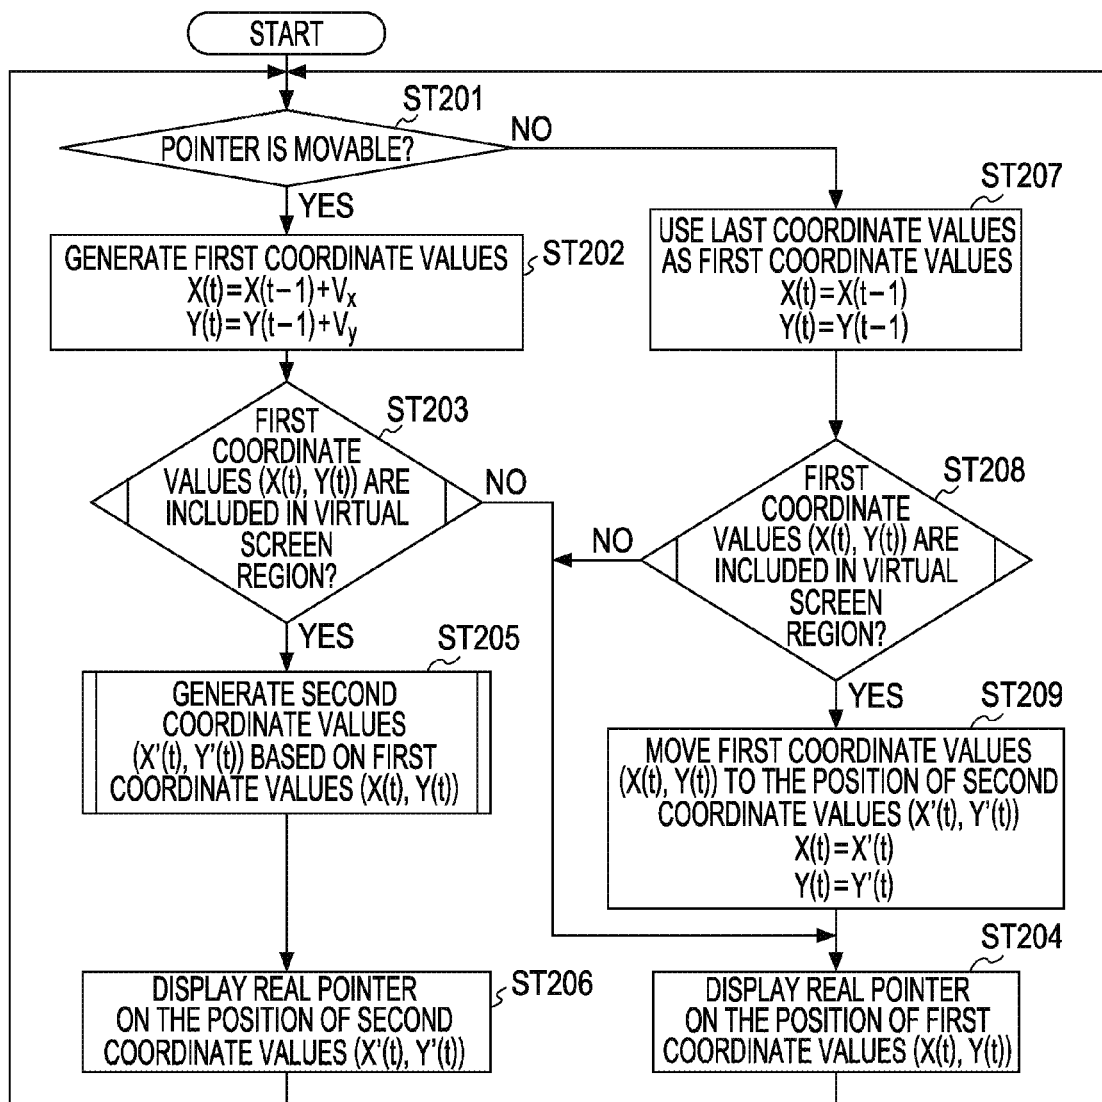 START
ST201
POINTER IS MOVABLE?
NO
YES
ST202
GENERATE FIRST COORDINATE VALUES
X(t)=X(t−1)+Vx
Y(t)=Y(t−1)+Vy
ST207
USE LAST COORDINATE VALUES
AS FIRST COORDINATE VALUES
X(t)=X(t−1)
Y(t)=Y(t−1)
ST203
FIRST
COORDINATE
VALUES (X(t), Y(t)) ARE
INCLUDED IN VIRTUAL
SCREEN
REGION?
NO
YES
ST208
FIRST
COORDINATE
VALUES (X(t), Y(t)) ARE
INCLUDED IN VIRTUAL
SCREEN
REGION?
NO
YES
ST205
GENERATE SECOND
COORDINATE VALUES
(X'(t), Y'(t)) BASED ON FIRST
COORDINATE VALUES (X(t), Y(t))
ST209
MOVE FIRST COORDINATE VALUES
(X(t), Y(t)) TO THE POSITION OF SECOND
COORDINATE VALUES (X'(t), Y'(t))
X(t)=X'(t)
Y(t)=Y'(t)
ST206
DISPLAY REAL POINTER
ON THE POSITION OF SECOND
COORDINATE VALUES (X'(t), Y'(t))
ST204
DISPLAY REAL POINTER
ON THE POSITION OF FIRST
COORDINATE VALUES (X(t), Y(t))